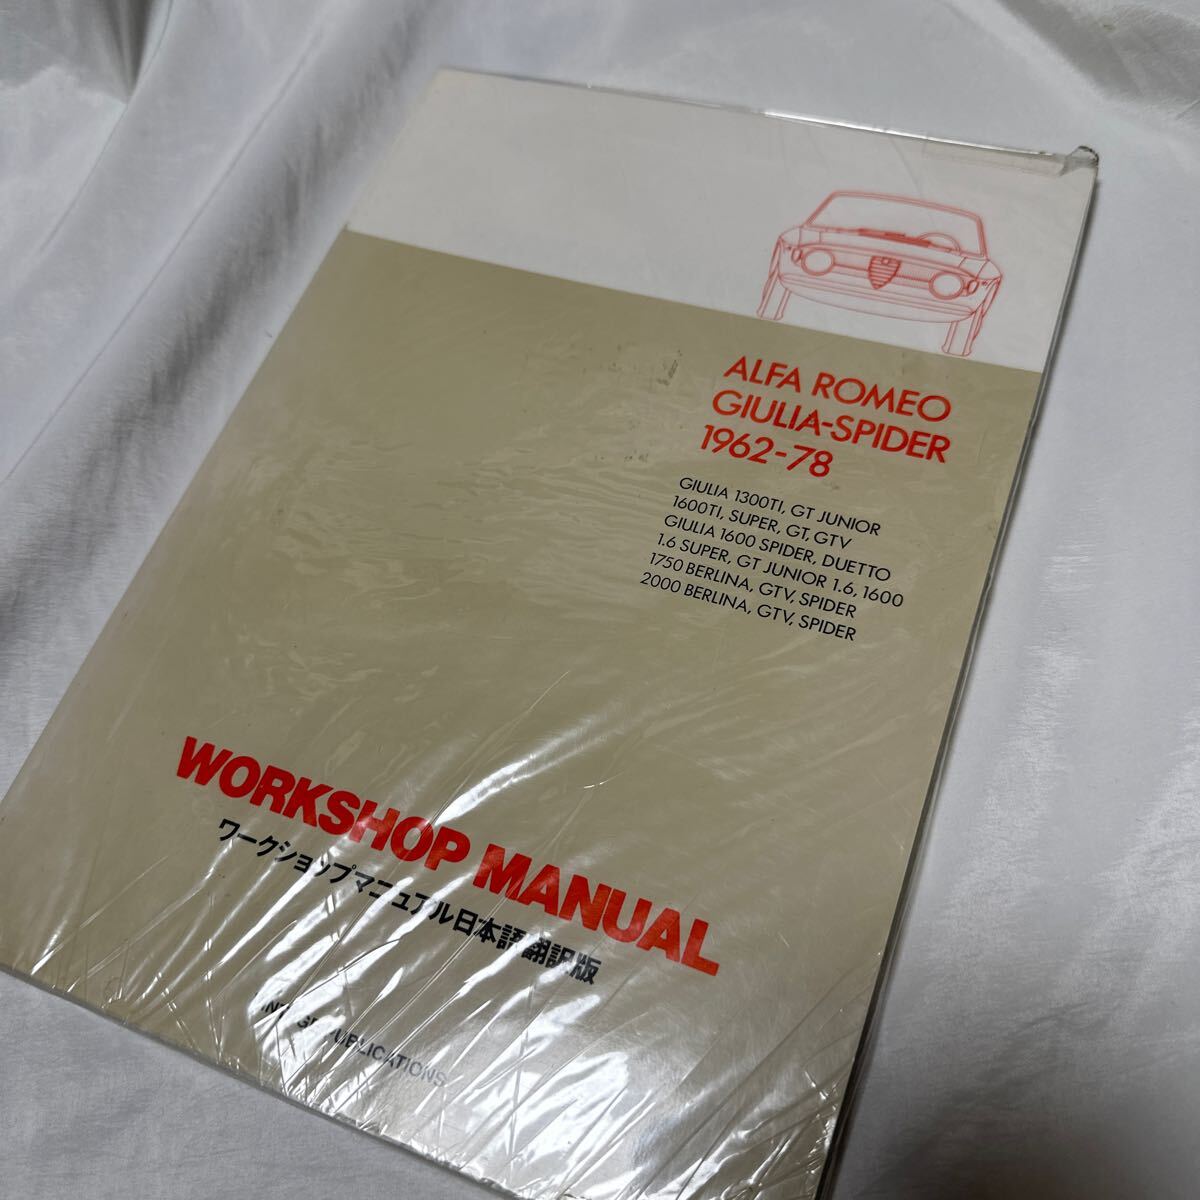 ALFA ROMEO
GIULIA-SPIDER
1962-78
GIULIA 1300TI, GT JUNIOR
1600TI, SUPER, GT, GTV
GIULIA 1600 SPIDER, DUETTO
1.6 SUPER, GT JUNIOR 1.6, 1600
1750 BERLINA, GTV, SPIDER
2000 BERLINA, GTV, SPIDER
WORKSHOP MANUAL
ワークショップマニュアル日本語翻訳版
PUBLICATIONS